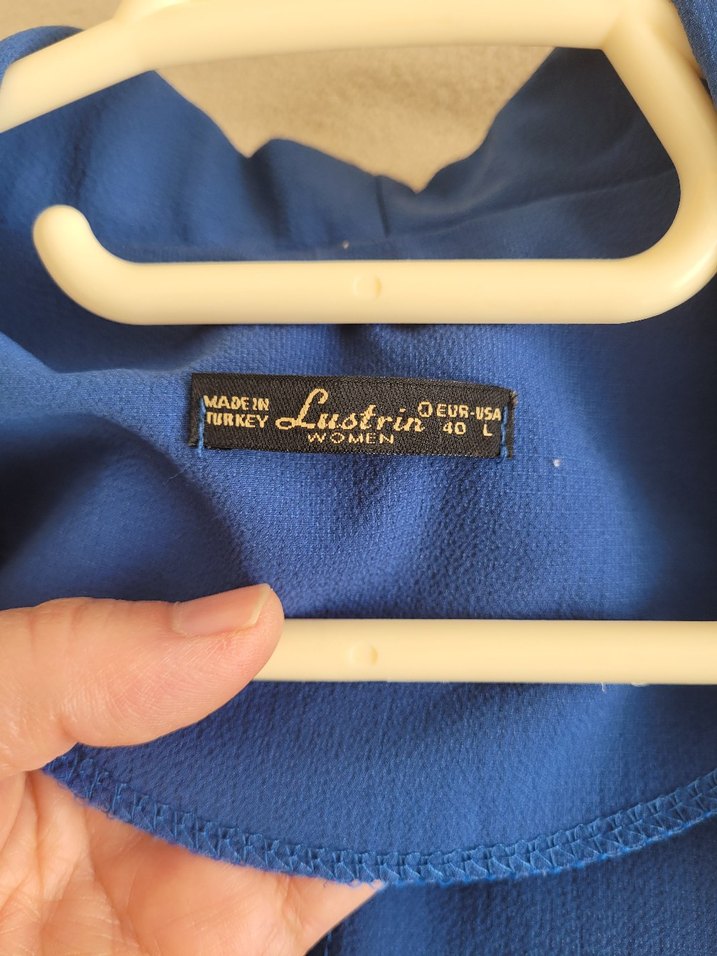 MADE IN
TURKEY
Lustrin
WOMEN
EUR-USA
40 L